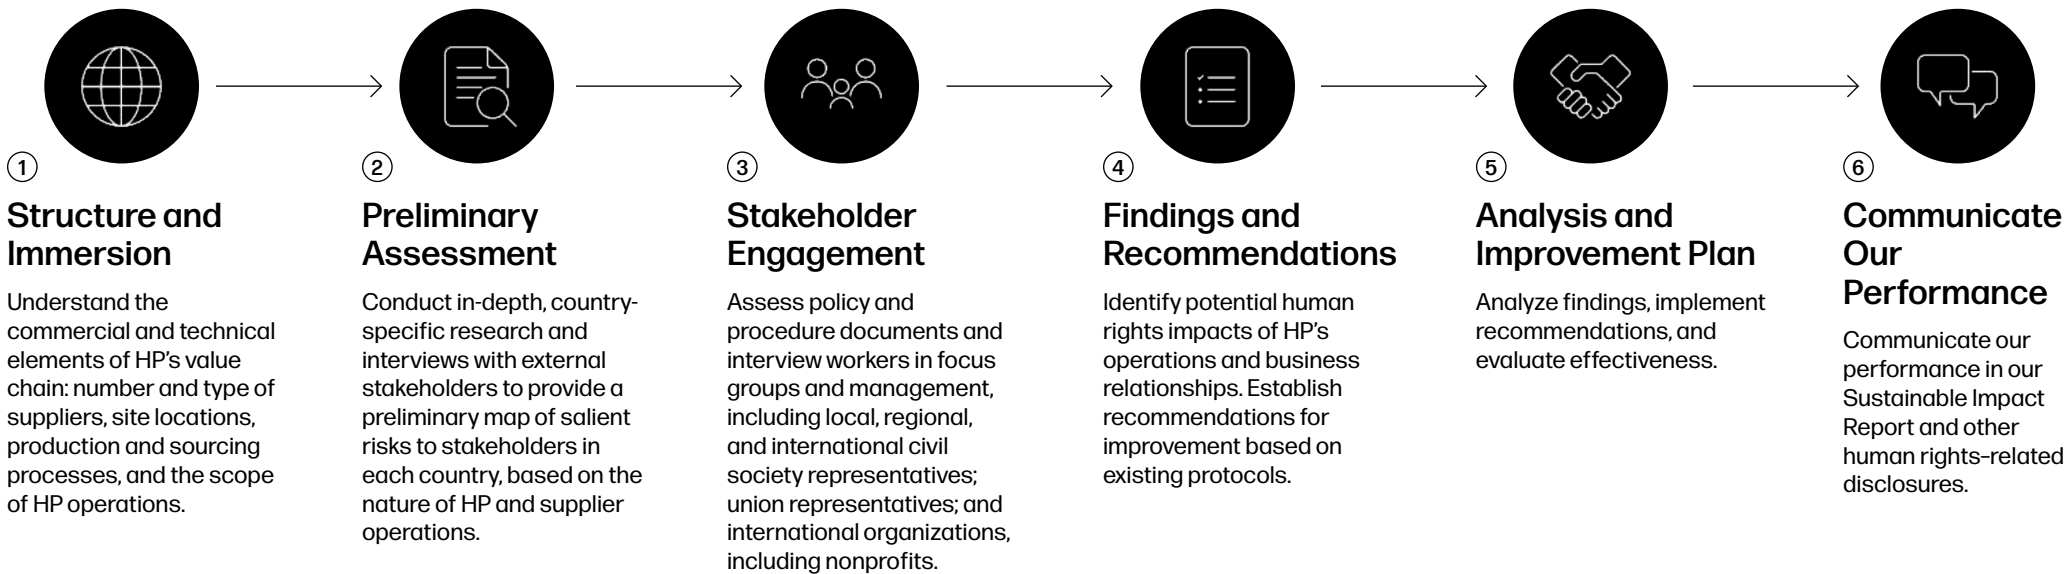 1
Structure and
Immersion
Understand the
commercial and technical
elements of HP’s value
chain: number and type of
suppliers, site locations,
production and sourcing
processes, and the scope
of HP operations.
2
Preliminary
Assessment
Conduct in-depth, country-
specific research and
interviews with external
stakeholders to provide a
preliminary map of salient
risks to stakeholders in
each country, based on the
nature of HP and supplier
operations.
3
Stakeholder
Engagement
Assess policy and
procedure documents and
interview workers in focus
groups and management,
including local, regional,
and international civil
society representatives;
union representatives; and
international organizations,
including nonprofits.
4
Findings and
Recommendations
Identify potential human
rights impacts of HP’s
operations and business
relationships. Establish
recommendations for
improvement based on
existing protocols.
5
Analysis and
Improvement Plan
Analyze findings, implement
recommendations, and
evaluate effectiveness.
6
Communicate
Our
Performance
Communicate our
performance in our
Sustainable Impact
Report and other
human rights–related
disclosures.